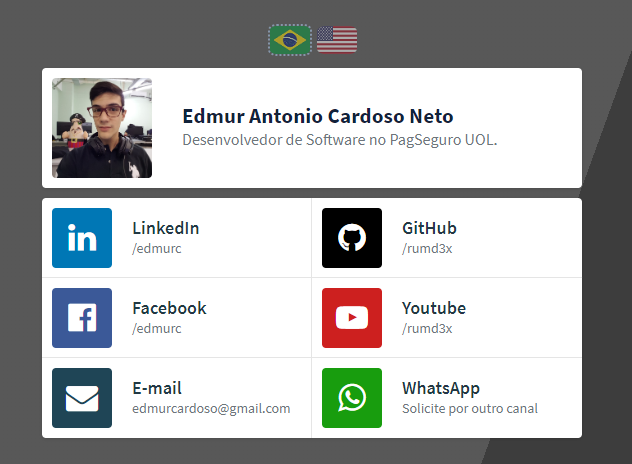 Edmur Antonio Cardoso Neto
Desenvolvedor de Software no PagSeguro UOL.
LinkedIn
/edmurc
GitHub
/rumd3x
Facebook
/edmurc
Youtube
/rumd3x
E-mail
edmurcardoso@gmail.com
WhatsApp
Solicite por outro canal